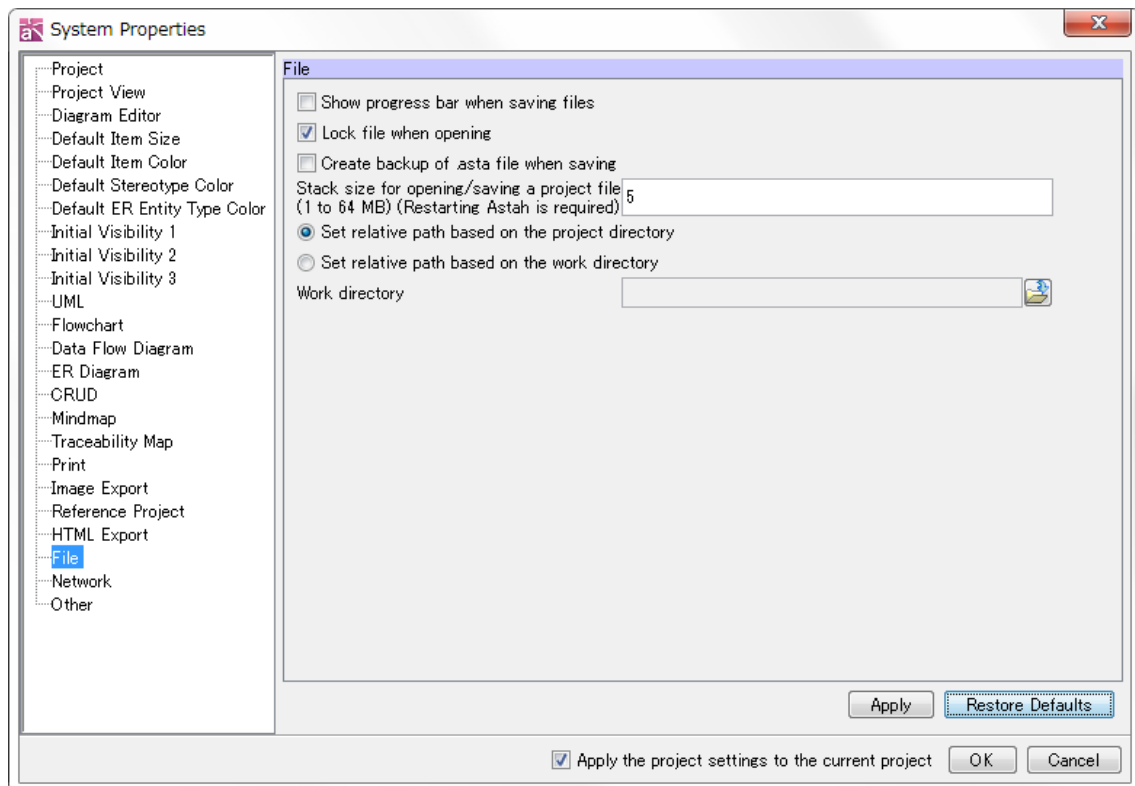 System Properties
Project
Project View
Diagram Editor
Default Item Size
Default Item Color
Default Stereotype Color
Default ER Entity Type Color
Initial Visibility 1
Initial Visibility 2
Initial Visibility 3
UML
Flowchart
Data Flow Diagram
ER Diagram
CRUD
Mindmap
Traceability Map
Print
Image Export
Reference Project
HTML Export
File
Network
Other
File
Show progress bar when saving files
Lock file when opening
Create backup of .asta file when saving
Stack size for opening/saving a project file
(1 to 64 MB) (Restarting Astah is required)
5
Set relative path based on the project directory
Set relative path based on the work directory
Work directory
Apply
Restore Defaults
Apply the project settings to the current project
OK
Cancel